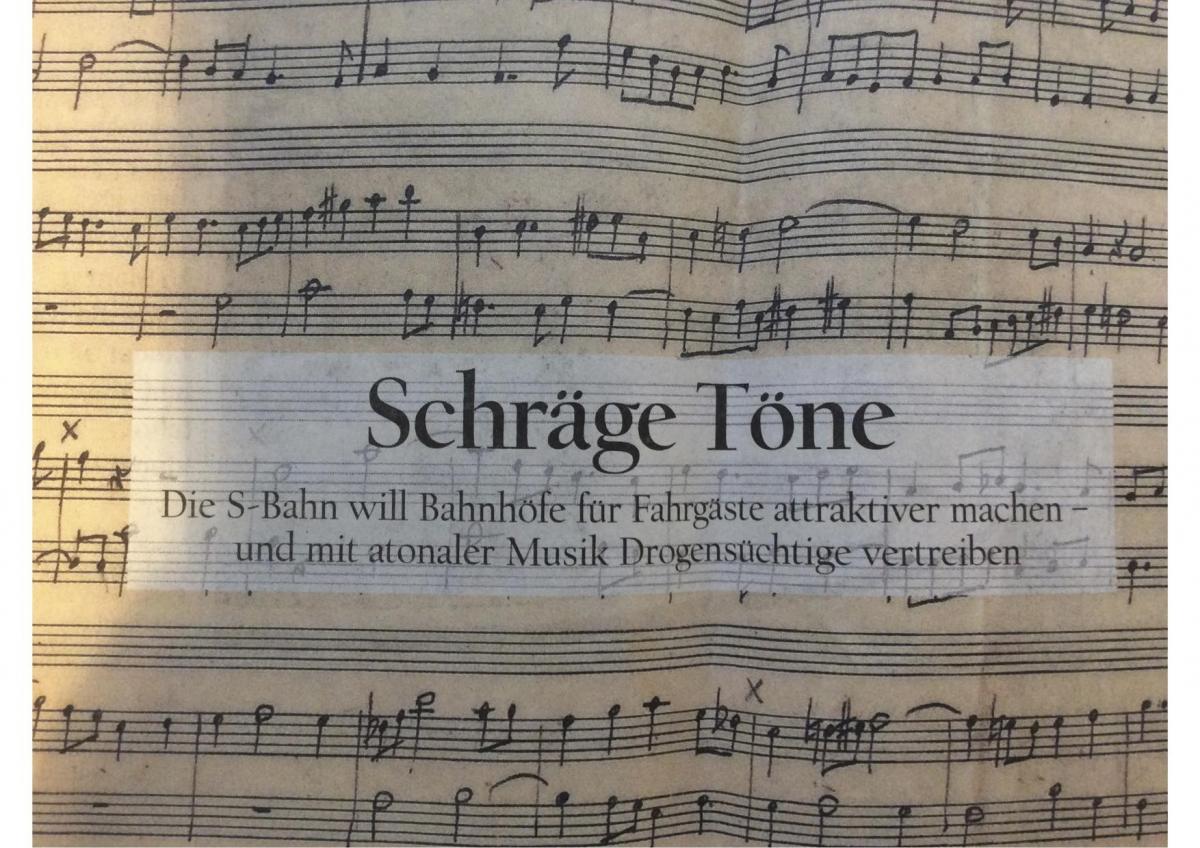 Schräge Töne
Die S-Bahn will Bahnhöfe für Fahrgäste attraktiver machen –
und mit atonaler Musik Drogensüchtige vertreiben